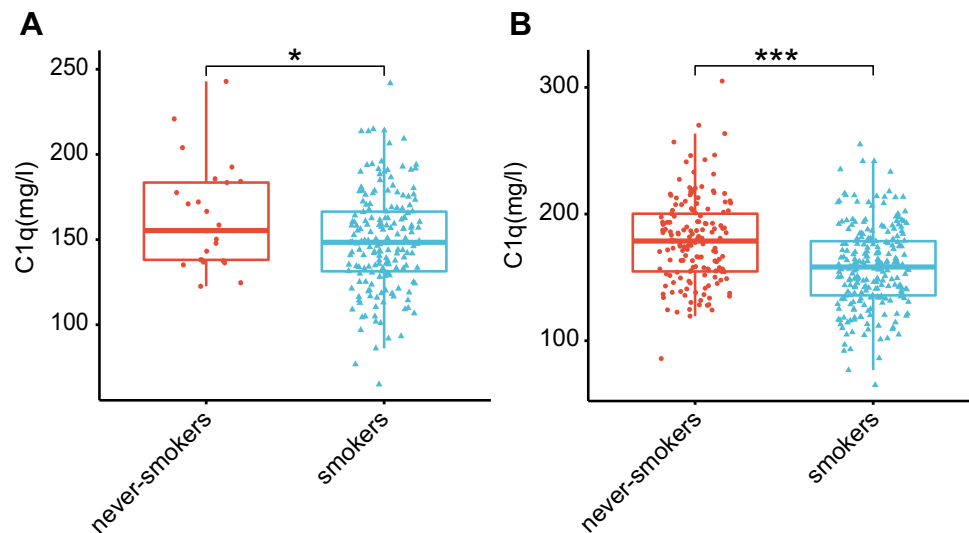 A
B
*
***
C1q(mg/l)
250
200
150
100
never-smokers
smokers
C1q(mg/l)
300
200
100
never-smokers
smokers